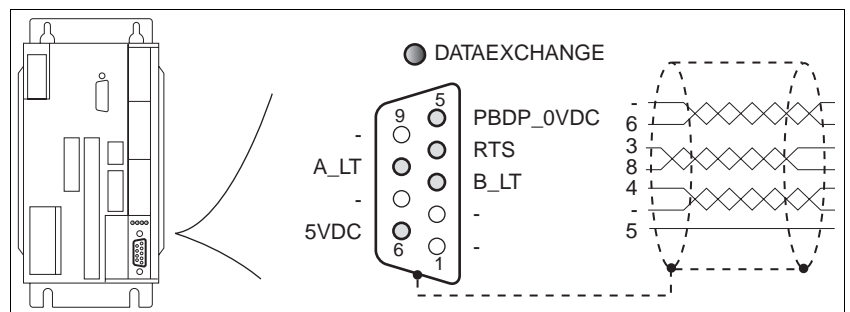 DATAEXCHANGE
5
9
PBDP_0VDC
-
RTS
A_LT
B_LT
-
-
5VDC
-
6
1
-
6
3
8
4
-
5